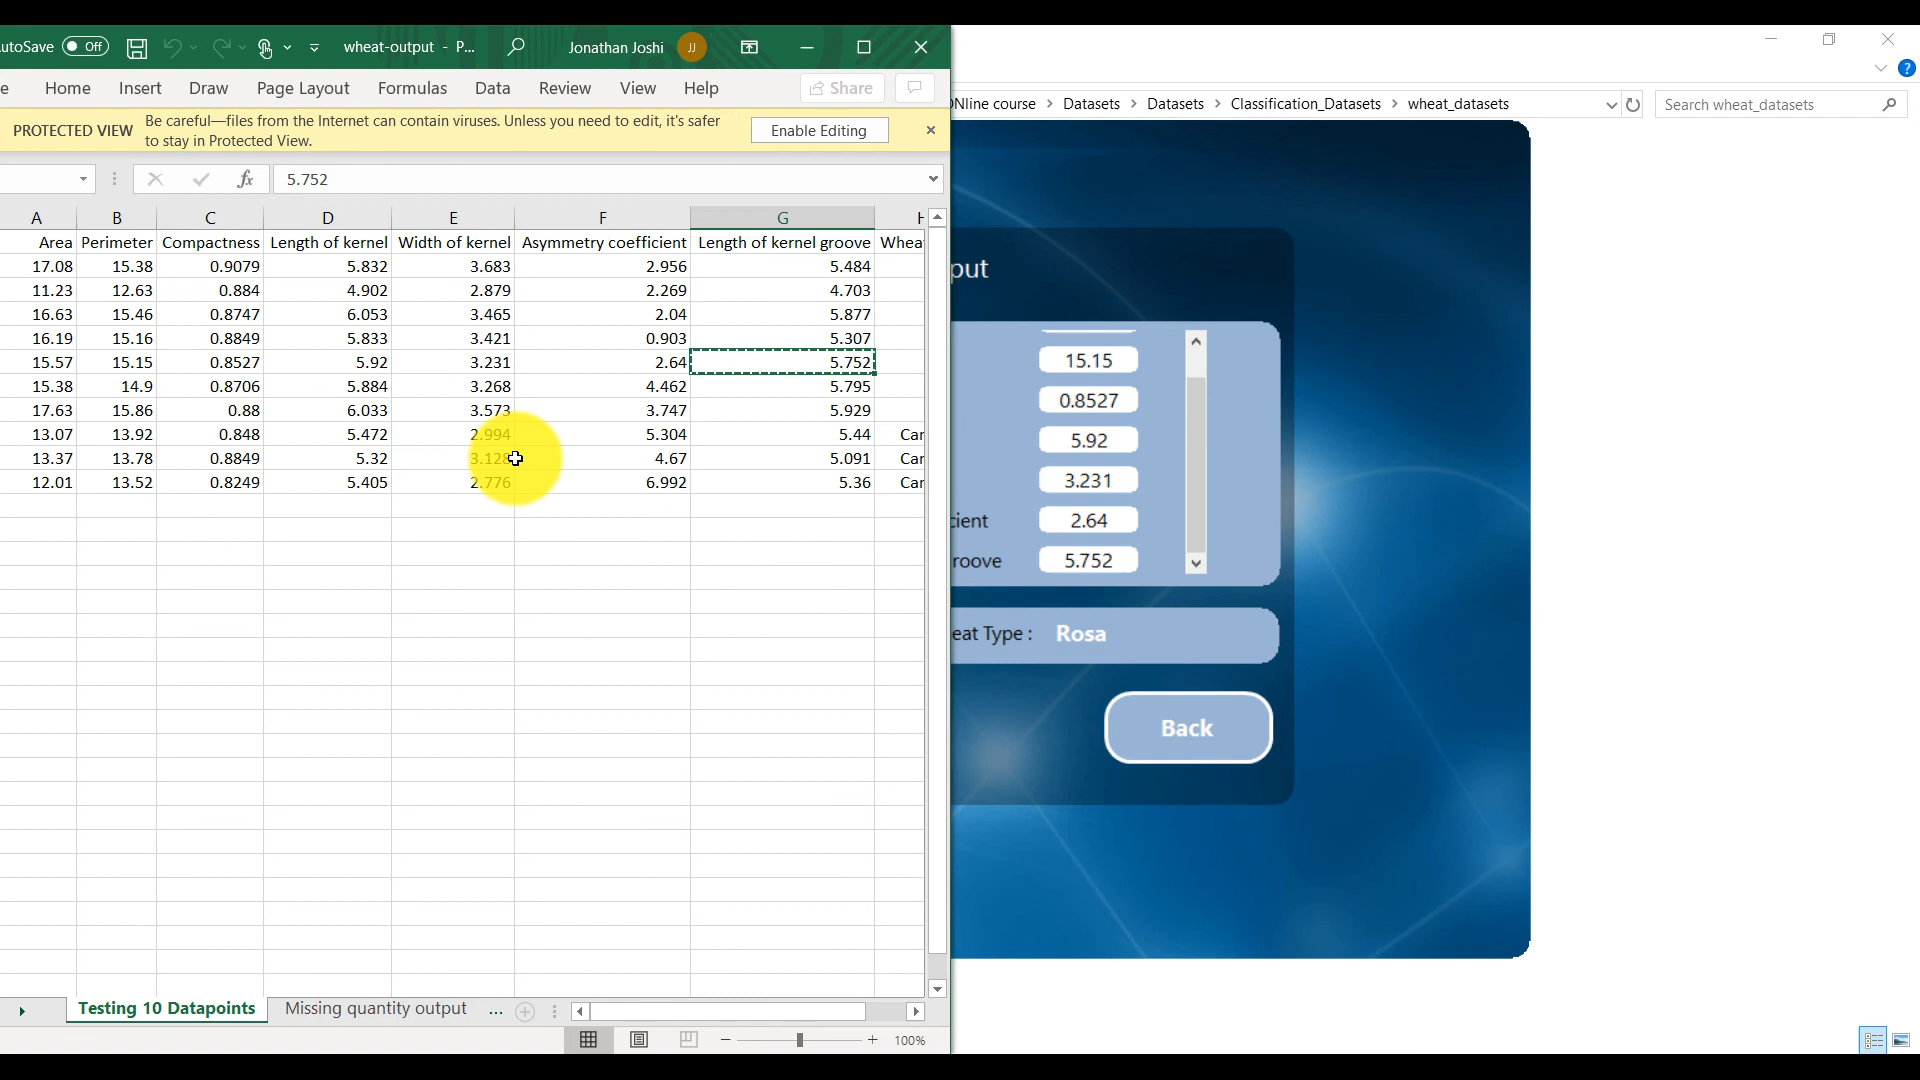 utoSave Off wheat-output - P... Jonathan Joshi JJ
e Home Insert Draw Page Layout Formulas Data Review View Help Share
PROTECTED VIEW Be careful—files from the Internet can contain viruses. Unless you need to edit, it's safer to stay in Protected View. Enable Editing
fx 5.752
A B C D E F G H
Area Perimeter Compactness Length of kernel Width of kernel Asymmetry coefficient Length of kernel groove Whea
17.08 15.38 0.9079 5.832 3.683 2.956 5.484
11.23 12.63 0.884 4.902 2.879 2.269 4.703
16.63 15.46 0.8747 6.053 3.465 2.04 5.877
16.19 15.16 0.8849 5.833 3.421 0.903 5.307
15.57 15.15 0.8527 5.92 3.231 2.64 5.752
15.38 14.9 0.8706 5.884 3.268 4.462 5.795
17.63 15.86 0.88 6.033 3.573 3.747 5.929
13.07 13.92 0.848 5.472 2.994 5.304 5.44 Can
13.37 13.78 0.8849 5.32 3.128 4.67 5.091 Can
12.01 13.52 0.8249 5.405 2.776 6.992 5.36 Can
Testing 10 Datapoints Missing quantity output ...
100%
ONline course > Datasets > Datasets > Classification_Datasets > wheat_datasets Search wheat_datasets
put
15.15
0.8527
5.92
3.231
cient 2.64
roove 5.752
eat Type : Rosa
Back